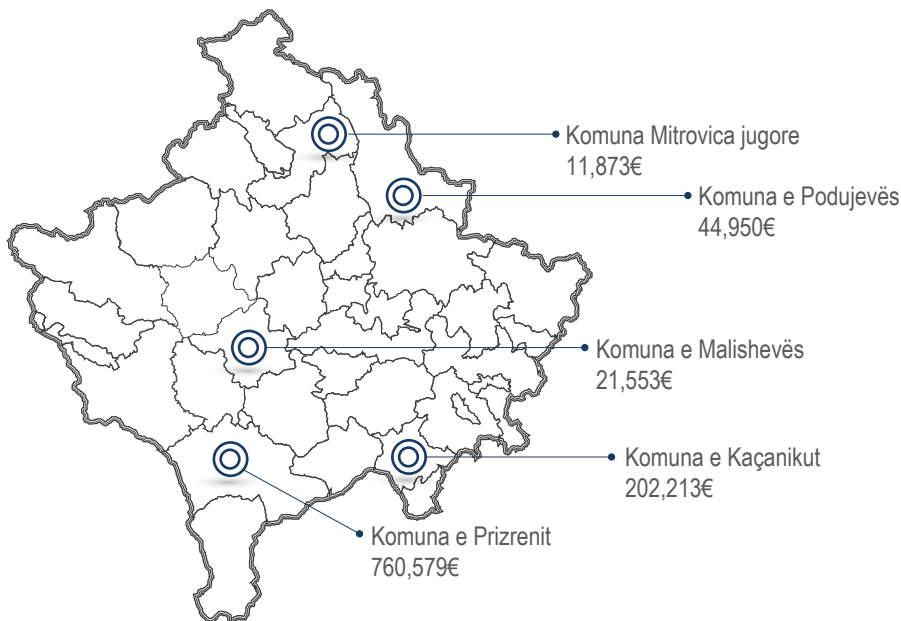 Komuna Mitrovica jugore
11,873€
Komuna e Podujevës
44,950€
Komuna e Malishevës
21,553€
Komuna e Kaçanikut
202,213€
Komuna e Prizrenit
760,579€